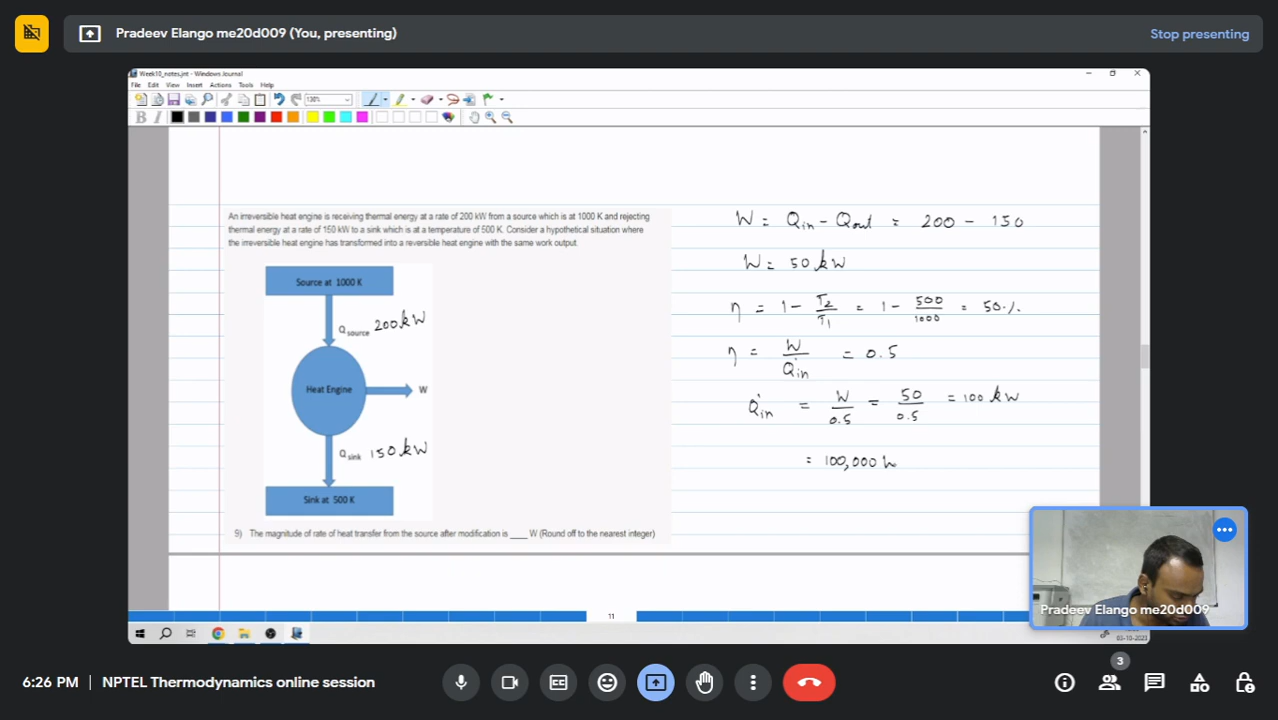 Pradeev Elango me20d009 (You, presenting)
Stop presenting
Week10_notes.jnt - Windows Journal
File Edit View Insert Actions Tools Help
130%
B I
An irreversible heat engine is receiving thermal energy at a rate of 200 kW from a source which is at 1000 K and rejecting
thermal energy at a rate of 150 kW to a sink which is at a temperature of 500 K. Consider a hypothetical situation where
the irreversible heat engine has transformed into a reversible heat engine with the same work output.
Source at 1000 K
Q source 200 kW
Heat Engine
W
Q sink 150 kW
Sink at 500 K
9) The magnitude of rate of heat transfer from the source after modification is ____ W (Round off to the nearest integer)
W = Qin - Qout = 200 - 150
W = 50 kW
η = 1 - T2/T1 = 1 - 500/1000 = 50%
η = W/Q̇in = 0.5
Q̇in = W/0.5 = 50/0.5 = 100 kW
= 100,000
11
03-10-2023
Pradeev Elango me20d009
6:26 PM | NPTEL Thermodynamics online session
3